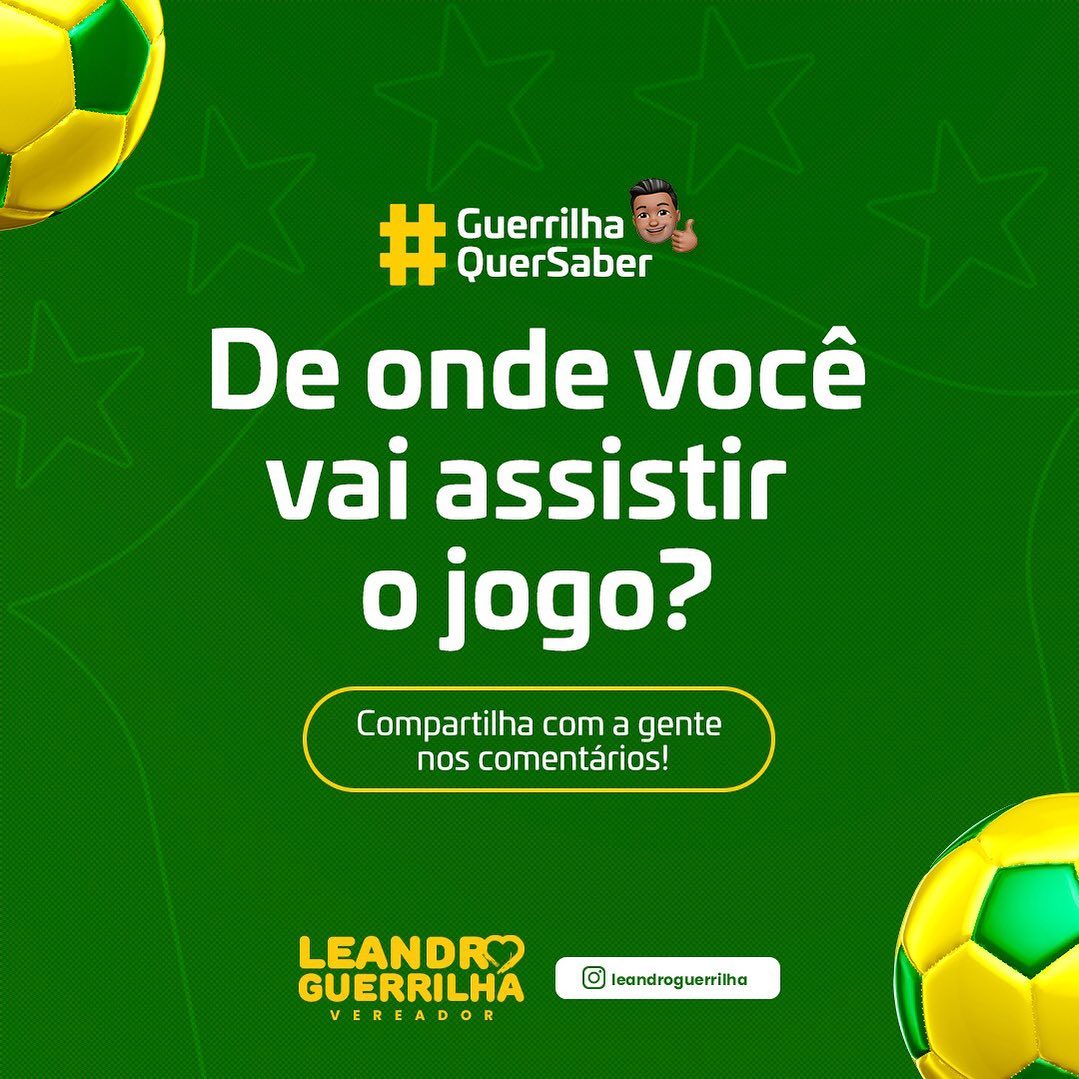 #Guerrilha
QuerSaber
De onde você
vai assistir
o jogo?
Compartilha com a gente
nos comentários!
LEANDRO
GUERRILHA
VEREADOR
leandroguerrilha